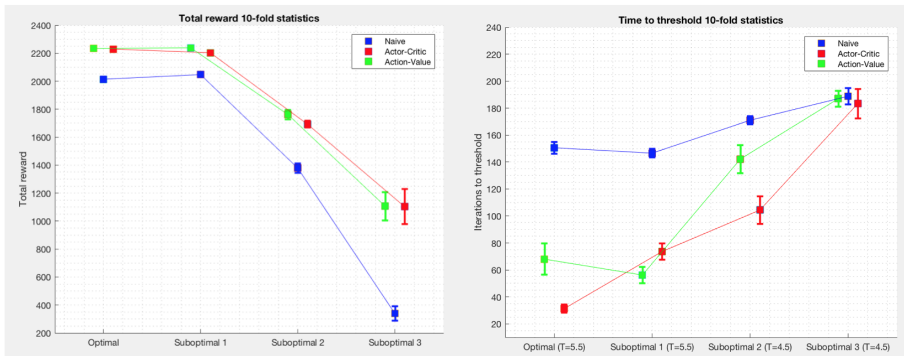 Total reward 10-fold statistics
2400
2200
2000
1800
1600
1400
1200
1000
800
600
400
200
Total reward
Naive
Actor-Critic
Action-Value
Optimal
Suboptimal 1
Suboptimal 2
Suboptimal 3
Time to threshold 10-fold statistics
240
220
200
180
160
140
120
100
80
60
40
20
Iterations to threshold
Naive
Actor-Critic
Action-Value
Optimal (T=5.5)
Suboptimal 1 (T=5.5)
Suboptimal 2 (T=4.5)
Suboptimal 3 (T=4.5)